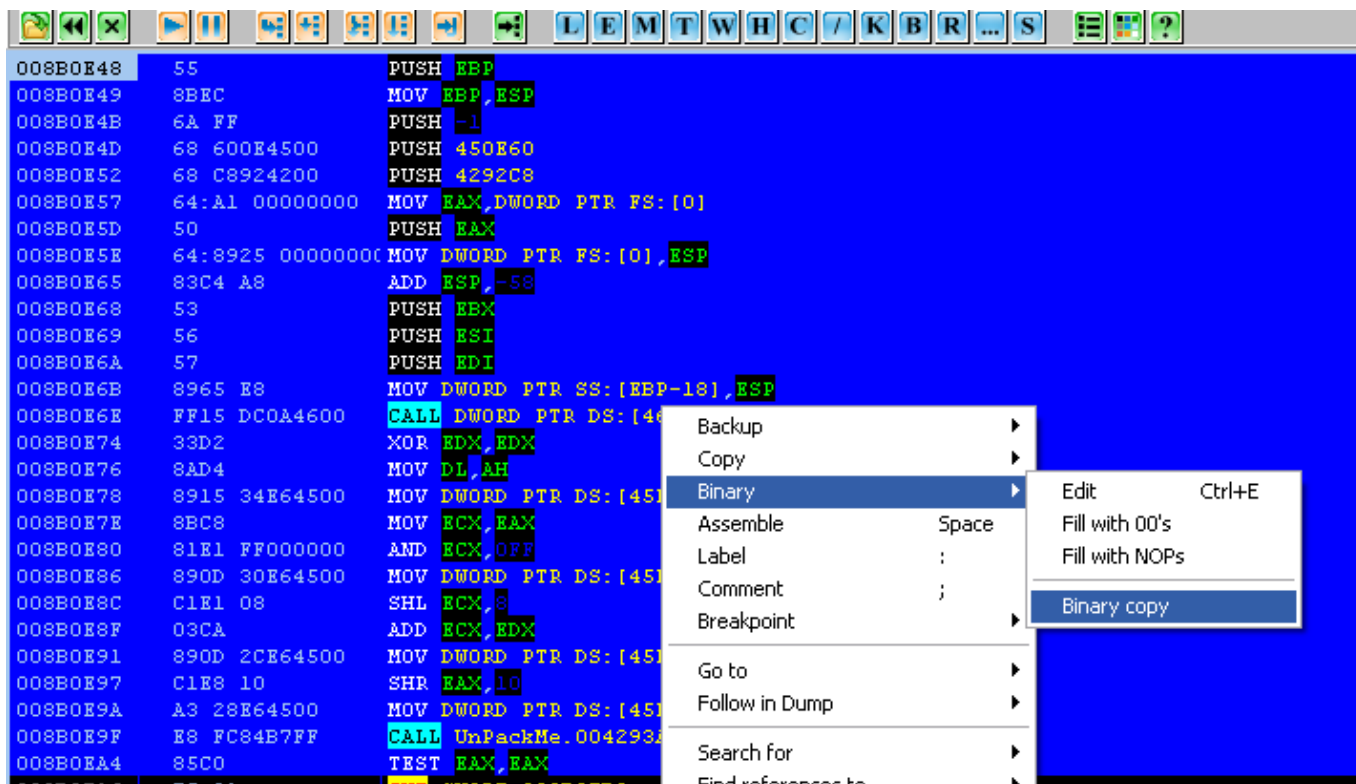 L E M T W H C / K B R ... S ?
008B0E48 55 PUSH EBP
008B0E49 8BEC MOV EBP,ESP
008B0E4B 6A FF PUSH -1
008B0E4D 68 600E4500 PUSH 450E60
008B0E52 68 C8924200 PUSH 4292C8
008B0E57 64:A1 00000000 MOV EAX,DWORD PTR FS:[0]
008B0E5D 50 PUSH EAX
008B0E5E 64:8925 0000000( MOV DWORD PTR FS:[0],ESP
008B0E65 83C4 A8 ADD ESP,-58
008B0E68 53 PUSH EBX
008B0E69 56 PUSH ESI
008B0E6A 57 PUSH EDI
008B0E6B 8965 E8 MOV DWORD PTR SS:[EBP-18],ESP
008B0E6E FF15 DC0A4600 CALL DWORD PTR DS:[46
008B0E74 33D2 XOR EDX,EDX
008B0E76 8AD4 MOV DL,AH
008B0E78 8915 34E64500 MOV DWORD PTR DS:[45
008B0E7E 8BC8 MOV ECX,EAX
008B0E80 81E1 FF000000 AND ECX,0FF
008B0E86 890D 30E64500 MOV DWORD PTR DS:[45
008B0E8C C1E1 08 SHL ECX,8
008B0E8F 03CA ADD ECX,EDX
008B0E91 890D 2CE64500 MOV DWORD PTR DS:[45
008B0E97 C1E8 10 SHR EAX,10
008B0E9A A3 28E64500 MOV DWORD PTR DS:[45
008B0E9F E8 FC84B7FF CALL UnPackMe.004293
008B0EA4 85C0 TEST EAX,EAX
Backup
Copy
Binary
Assemble Space
Label :
Comment ;
Breakpoint
Go to
Follow in Dump
Search for
Find references to
Edit Ctrl+E
Fill with 00's
Fill with NOPs
Binary copy